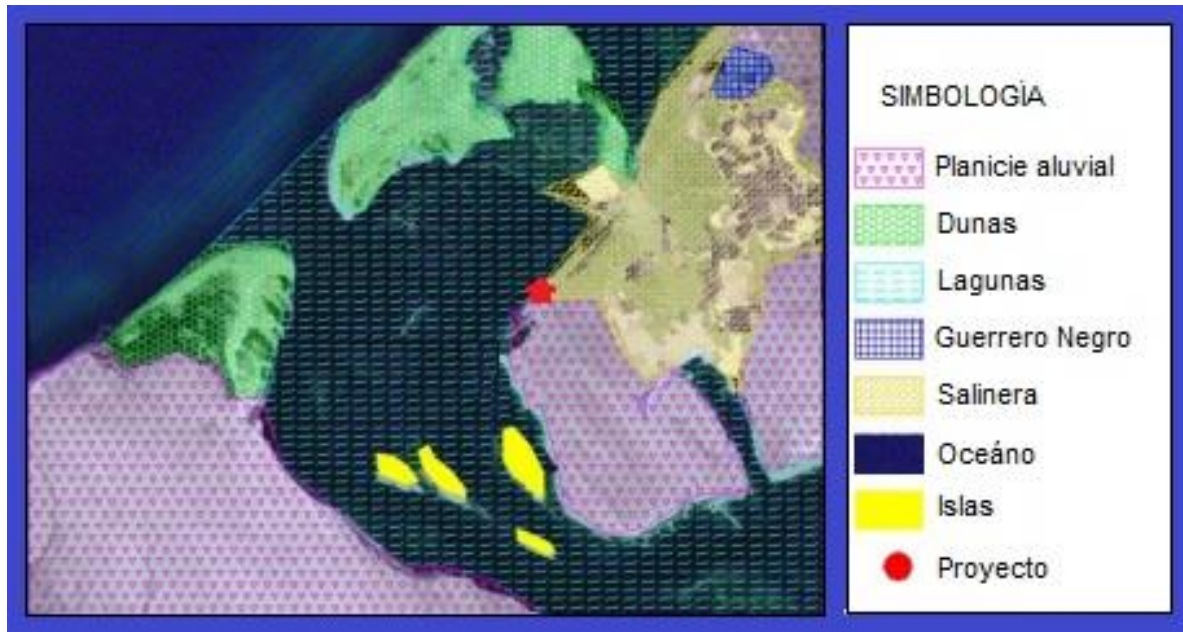 SIMBOLOGÌA
Planicie aluvial
Dunas
Lagunas
Guerrero Negro
Salinera
Oceáno
Islas
Proyecto